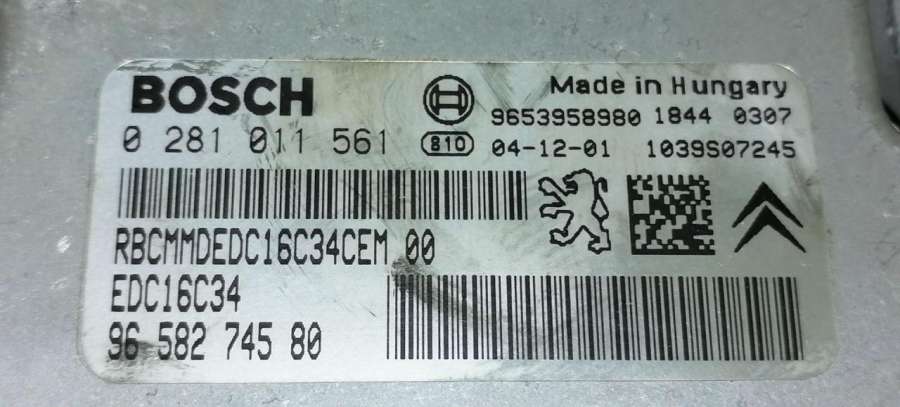 BOSCH
Made in Hungary
9653958980 1844 0307
0 281 011 561
810
04-12-01 1039S07245
RBCMMDEDC16C34CEM 00
EDC16C34
96 582 745 80